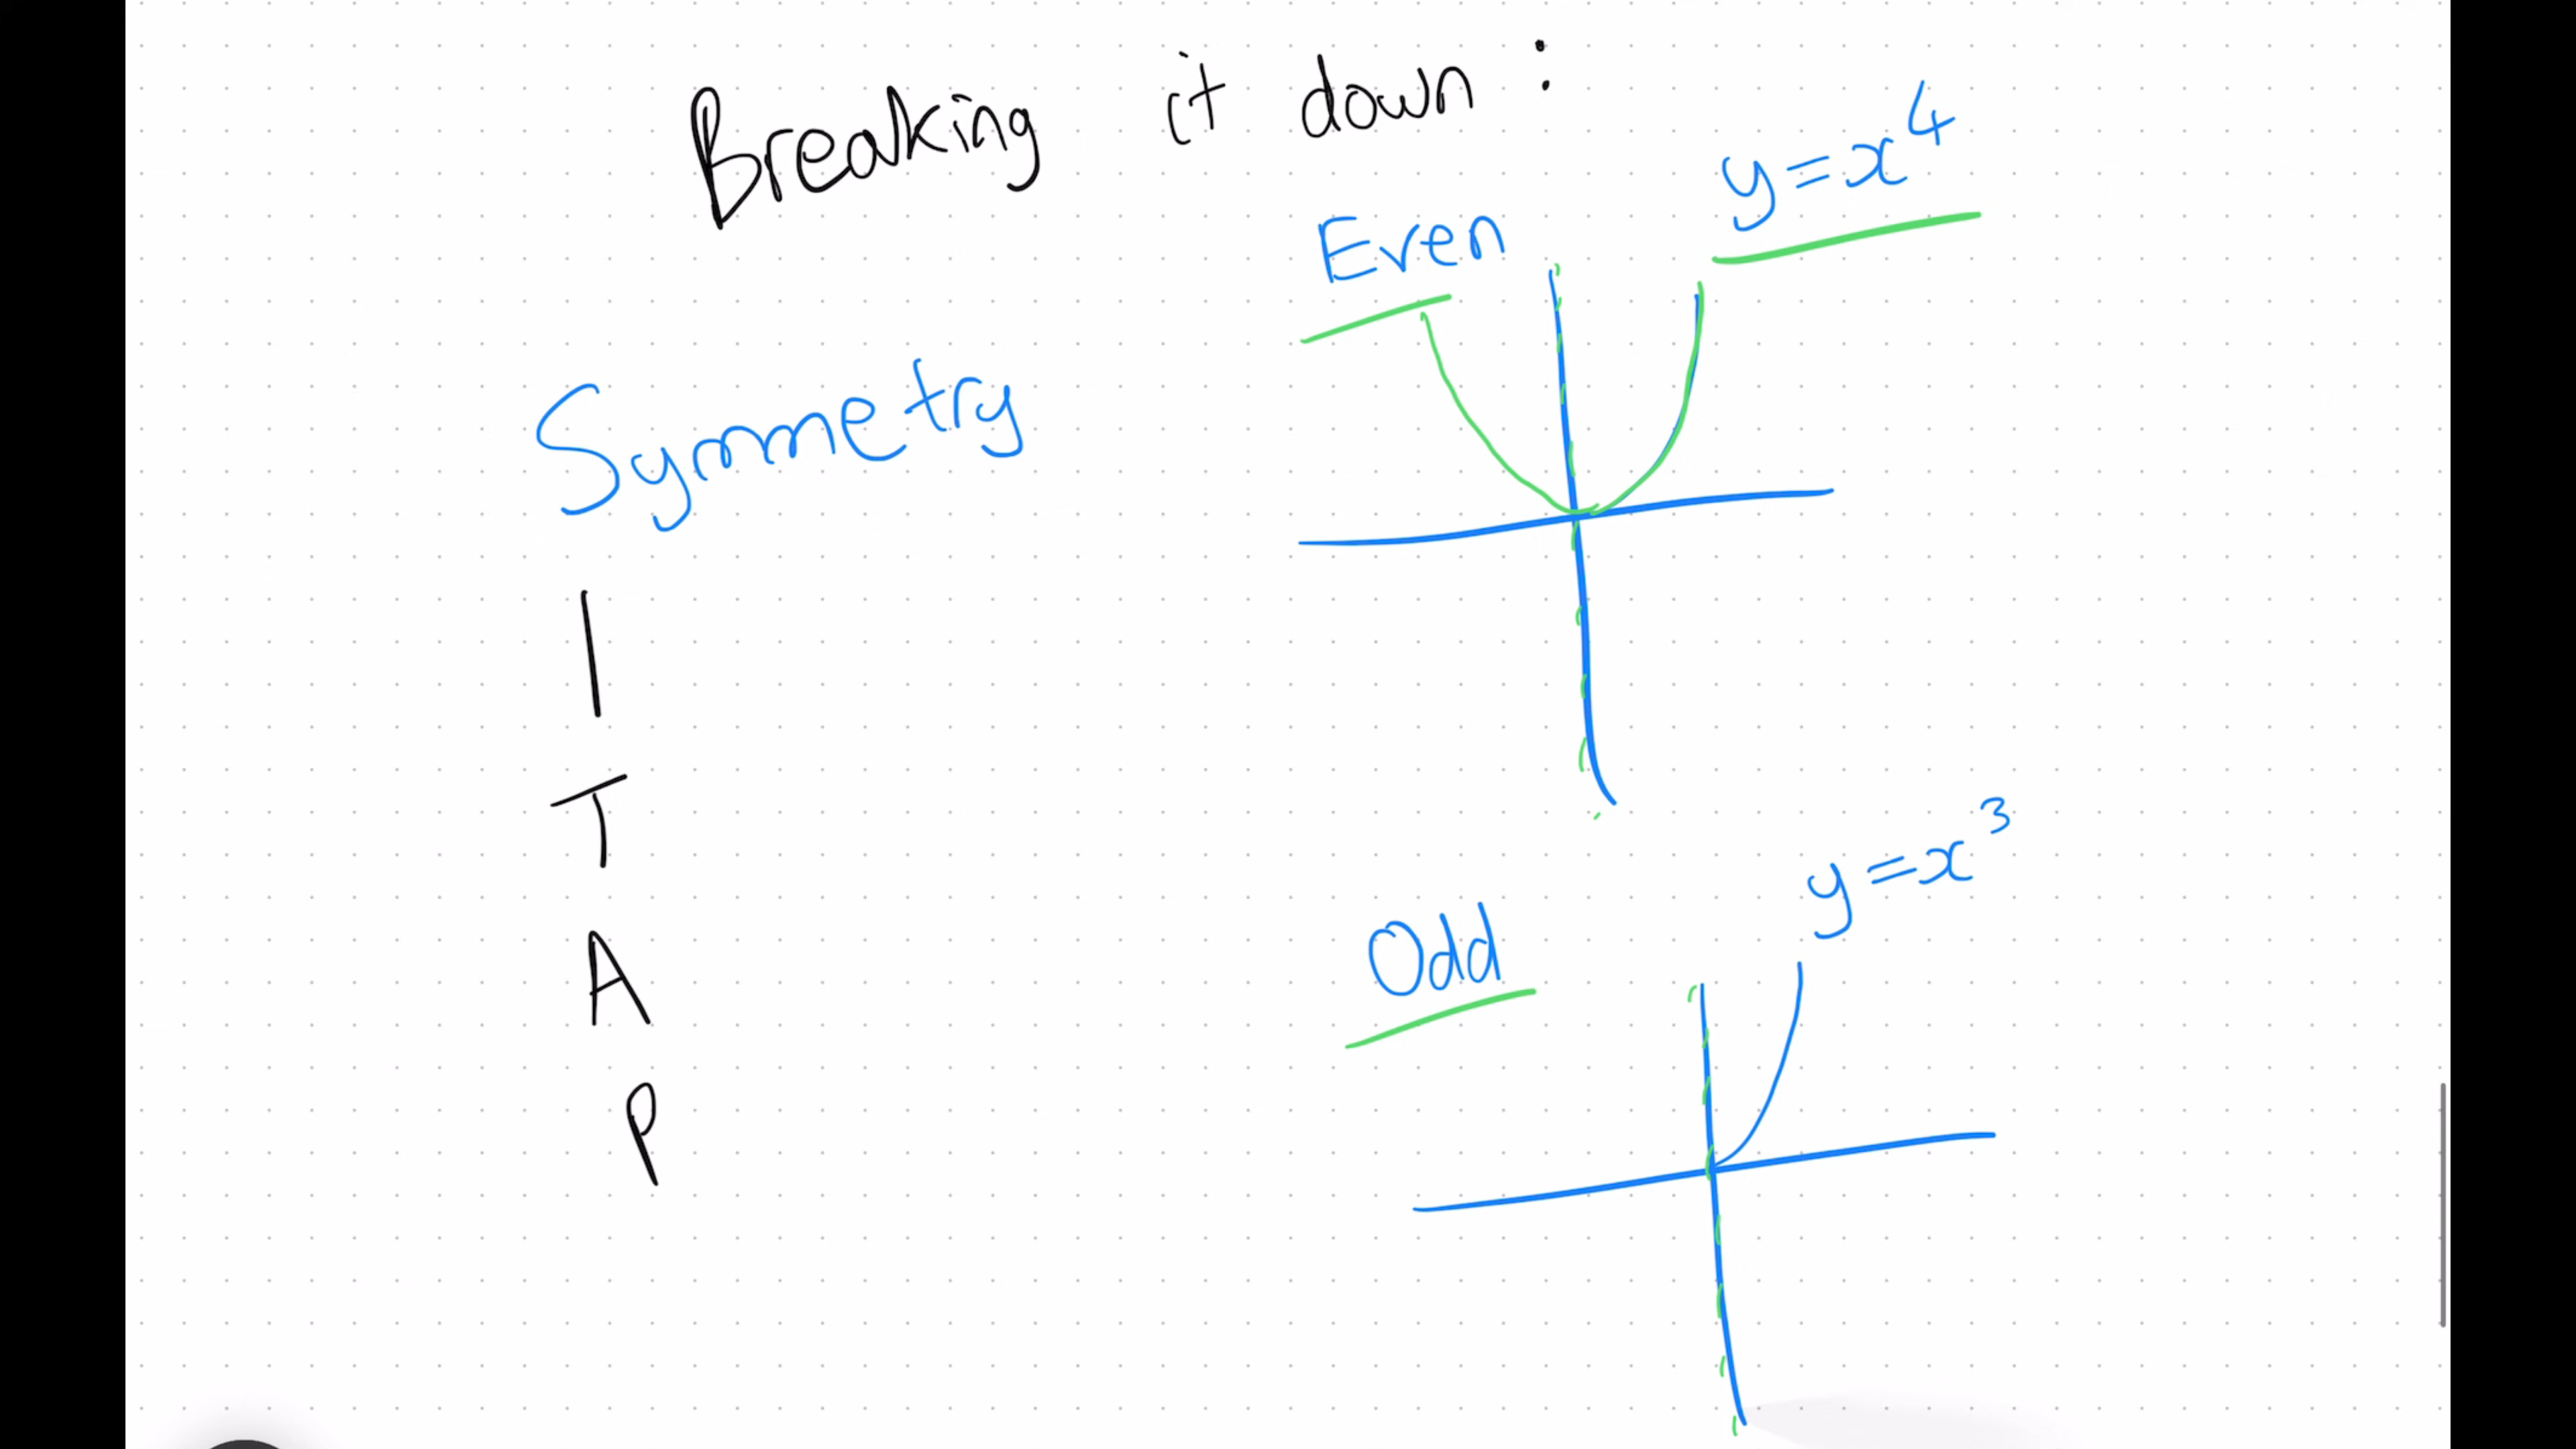 Breaking it down :
y=x⁴
Even
Symmetry
I
T
y=x³
Odd
A
P